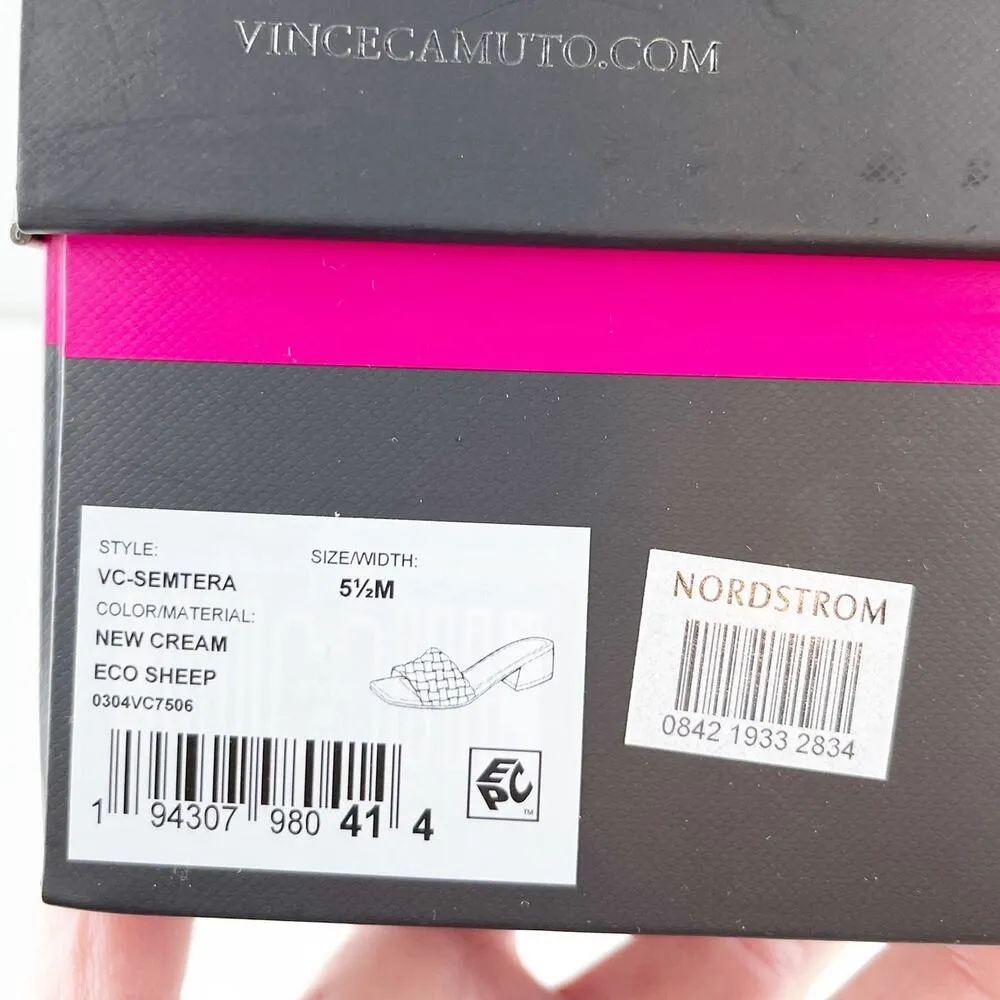 VINCECAMUTO.COM
STYLE:
VC-SEMTERA
SIZE/WIDTH:
5½M
COLOR/MATERIAL:
NEW CREAM
ECO SHEEP
0304VC7506
1 94307 980 41 4
EPC™
NORDSTROM
0842 1933 2834